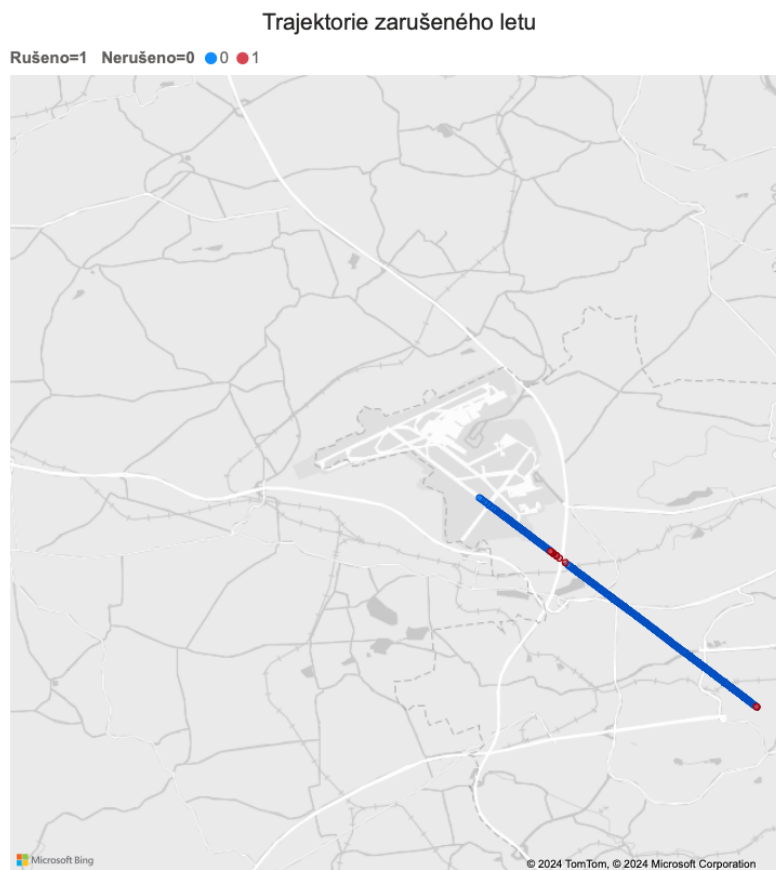 Trajektorie zarušeného letu
Rušeno=1 Nerušeno=0 0 1
Microsoft Bing
© 2024 TomTom, © 2024 Microsoft Corporation